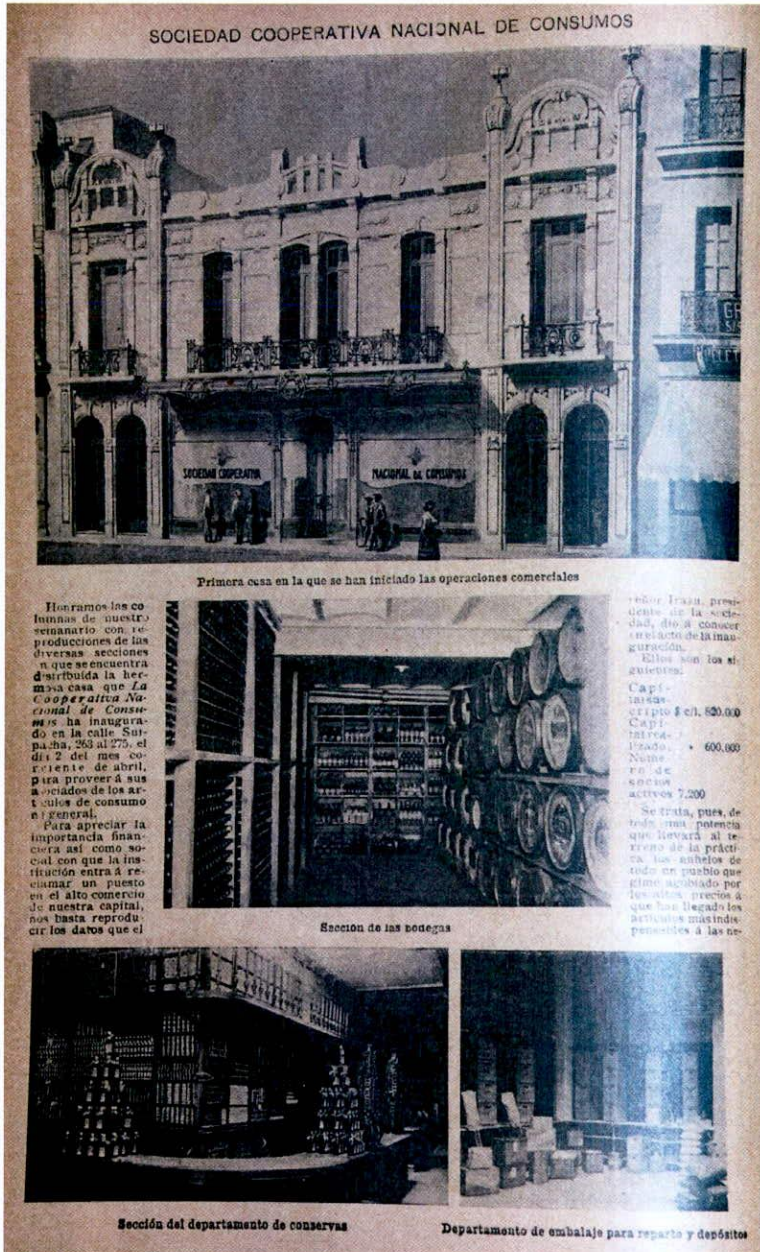 SOCIEDAD COOPERATIVA NACIONAL DE CONSUMOS
GR
SOCIEDAD COOPERATIVA
NACIONAL DE CONSUMOS
Primera casa en la que se han iniciado las operaciones comerciales
Honramos las co
lumnas de nuestro
semanario con re-
producciones de las
diversas secciones
n que se encuentra
distribuída la her-
mosa casa que La
Cooperativa Na-
cional de Consu-
mos ha inaugura-
do en la calle Sui-
pacha, 263 al 275, el
día 2 del mes co-
rriente de abril,
para proveer á sus
asociados de los ar-
tículos de consumo
en general.
Para apreciar la
importancia finan-
ciera así como so-
cial con que la ins-
titución entra á re-
clamar un puesto
en el alto comercio
de nuestra capital,
nos basta reprodu-
cir los datos que el
Sección de las bodegas
señor Irazu, presi-
dente de la socie-
dad, dió á conocer
en el acto de la inau-
guración.
Ellos son los si-
guientes:
Capi-
tal sus-
cripto $ c/l. 820.000
Capi-
tal rea-
lizado. » 600.000
Núme
ro de
socios
activos 7.200
Se trata, pues, de
toda una potencia
que llevará al te-
rreno de la prácti-
ca los anhelos de
todo un pueblo que
gime agobiado por
los altos precios á
que han llegado los
artículos más indis-
pensables á las ne-
Sección del departamento de conservas
Departamento de embalaje para reparto y depósitos